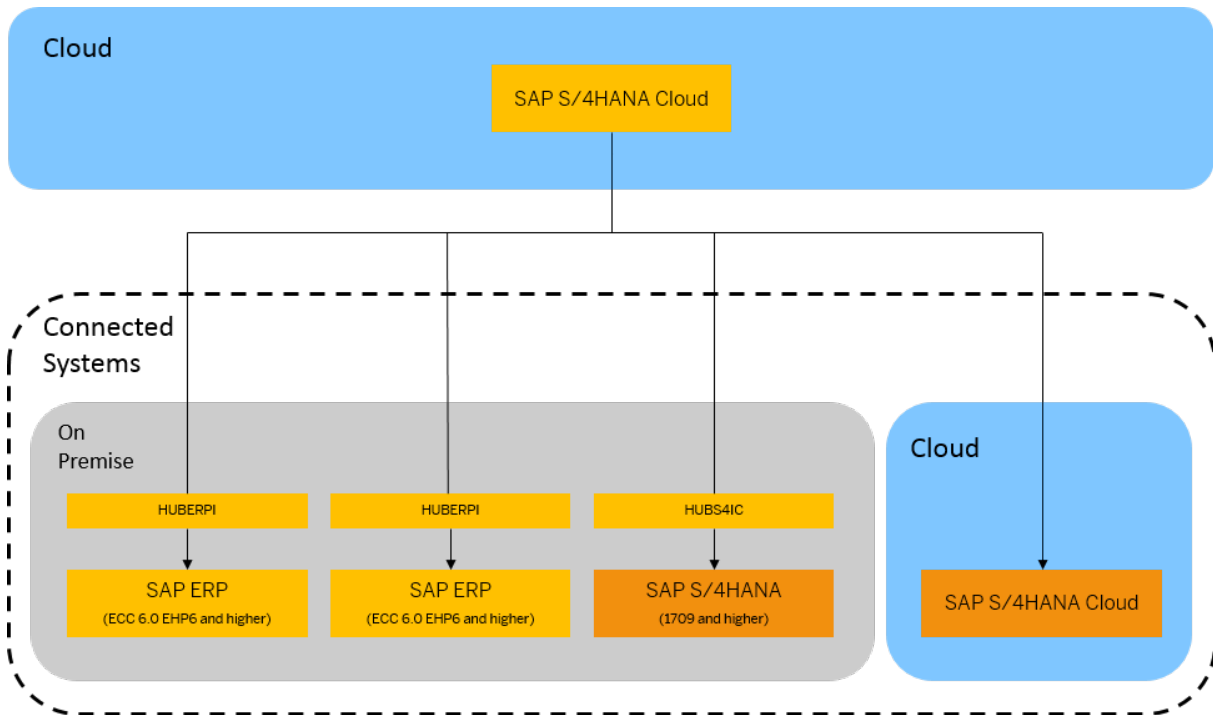 Cloud
SAP S/4HANA Cloud
Connected
Systems
On
Premise
Cloud
HUBERPI
HUBERPI
HUBS4IC
SAP ERP
(ECC 6.0 EHP6 and higher)
SAP ERP
(ECC 6.0 EHP6 and higher)
SAP S/4HANA
(1709 and higher)
SAP S/4HANA Cloud